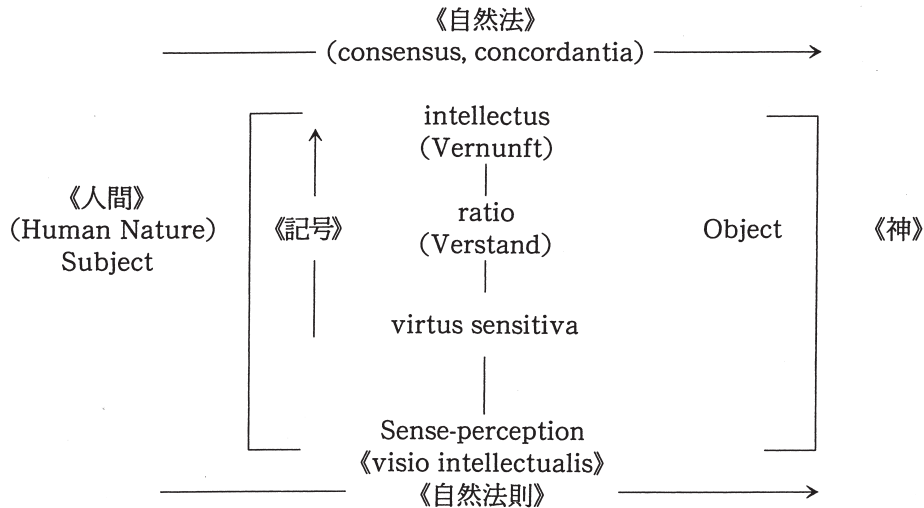 《自然法》
(consensus, concordantia)
intellectus
(Vernunft)
《人間》
(Human Nature)
Subject
《記号》
ratio
(Verstand)
Object
《神》
virtus sensitiva
Sense-perception
《visio intellectualis》
《自然法則》